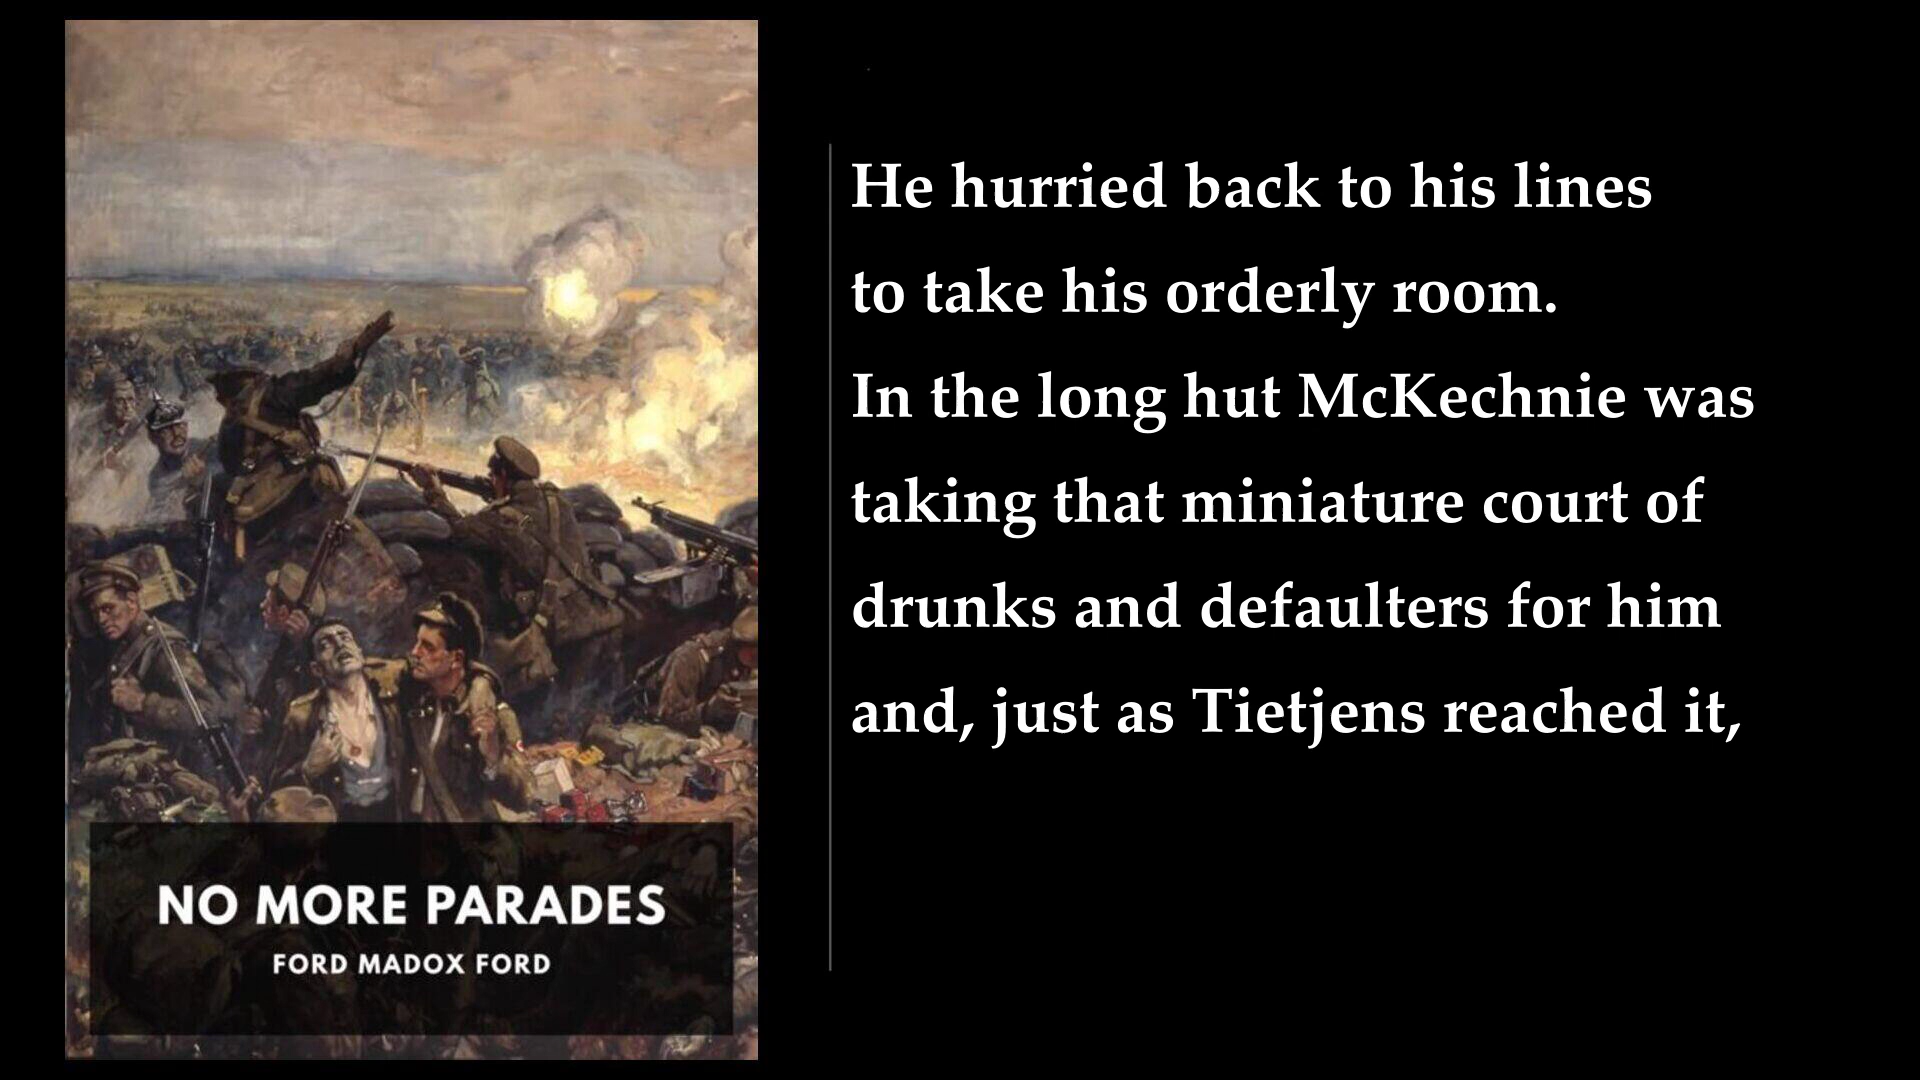 He hurried back to his lines
to take his orderly room.
In the long hut McKechnie was
taking that miniature court of
drunks and defaulters for him
and, just as Tietjens reached it,
NO MORE PARADES
FORD MADOX FORD